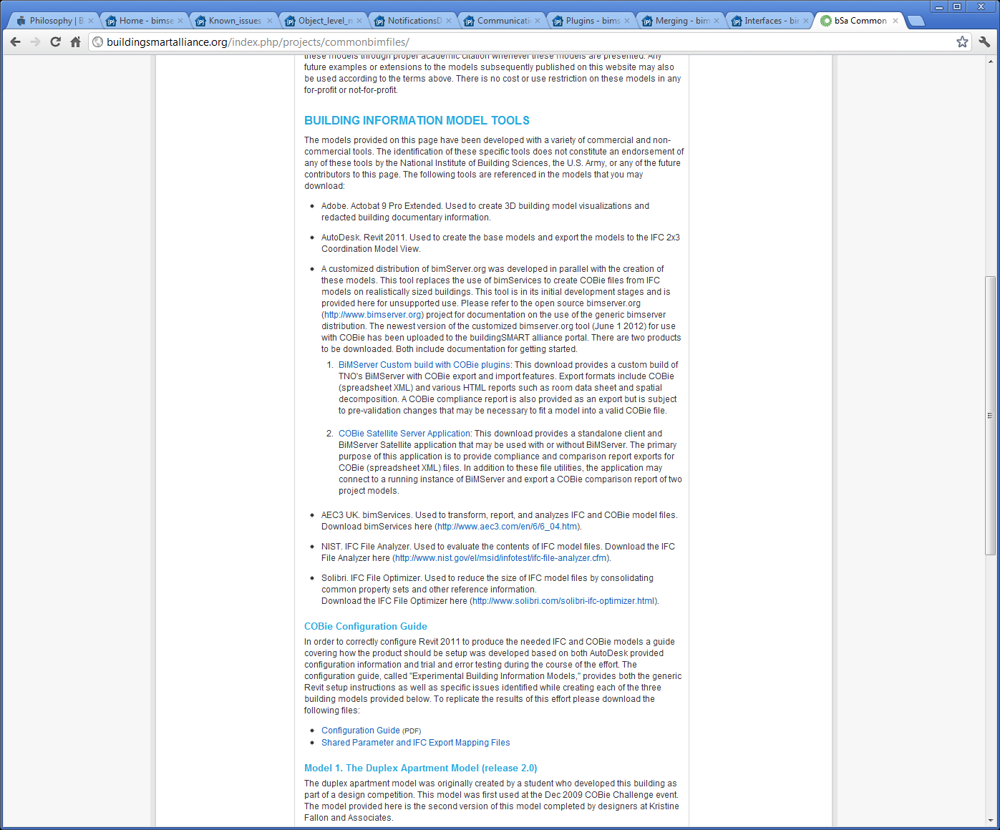 Philosophy | B
Home - bimse
Known_issues
Object_level_n
NotificationsD
Communicati
Plugins - bims
Merging - bim
Interfaces - bir
bSa Common
buildingsmartalliance.org/index.php/projects/commonbimfiles/
these models through proper academic citation whenever these models are presented. Any
future examples or extensions to the models subsequently published on this website may also
be used according to the terms above. There is no cost or use restriction on these models in any
for-profit or not-for-profit.
BUILDING INFORMATION MODEL TOOLS
The models provided on this page have been developed with a variety of commercial and non-
commercial tools. The identification of these specific tools does not constitute an endorsement of
any of these tools by the National Institute of Building Sciences, the U.S. Army, or any of the future
contributors to this page. The following tools are referenced in the models that you may
download:
• Adobe. Actobat 9 Pro Extended. Used to create 3D building model visualizations and
redacted building documentary information.
• AutoDesk. Revit 2011. Used to create the base models and export the models to the IFC 2x3
Coordination Model View.
• A customized distribution of bimServer.org was developed in parallel with the creation of
these models. This tool replaces the use of bimServices to create COBie files from IFC
models on realistically sized buildings. This tool is in its initial development stages and is
provided here for unsupported use. Please refer to the open source bimserver.org
(http://www.bimserver.org) project for documentation on the use of the generic bimserver
distribution. The newest version of the customized bimserver.org tool (June 1 2012) for use
with COBie has been uploaded to the buildingSMART alliance portal. There are two products
to be downloaded. Both include documentation for getting started.
1. BiMServer Custom build with COBie plugins: This download provides a custom build of
TNO's BiMServer with COBie export and import features. Export formats include COBie
(spreadsheet XML) and various HTML reports such as room data sheet and spatial
decomposition. A COBie compliance report is also provided as an export but is subject
to pre-validation changes that may be necessary to fit a model into a valid COBie file.
2. COBie Satellite Server Application: This download provides a standalone client and
BiMServer Satellite application that may be used with or without BiMServer. The primary
purpose of this application is to provide compliance and comparison report exports for
COBie (spreadsheet XML) files. In addition to these file utilities, the application may
connect to a running instance of BiMServer and export a COBie comparison report of two
project models.
• AEC3 UK. bimServices. Used to transform, report, and analyzes IFC and COBie model files.
Download bimServices here (http://www.aec3.com/en/6/6_04.htm).
• NIST. IFC File Analyzer. Used to evaluate the contents of IFC model files. Download the IFC
File Analyzer here (http://www.nist.gov/el/msid/infotest/ifc-file-analyzer.cfm).
• Solibri. IFC File Optimizer. Used to reduce the size of IFC model files by consolidating
common property sets and other reference information.
Download the IFC File Optimizer here (http://www.solibri.com/solibri-ifc-optimizer.html).
COBie Configuration Guide
In order to correctly configure Revit 2011 to produce the needed IFC and COBie models a guide
covering how the product should be setup was developed based on both AutoDesk provided
configuration information and trial and error testing during the course of the effort. The
configuration guide, called "Experimental Building Information Models," provides both the generic
Revit setup instructions as well as specific issues identified while creating each of the three
building models provided below. To replicate the results of this effort please download the
following files:
• Configuration Guide (PDF)
• Shared Parameter and IFC Export Mapping Files
Model 1. The Duplex Apartment Model (release 2.0)
The duplex apartment model was originally created by a student who developed this building as
part of a design competition. This model was first used at the Dec 2009 COBie Challenge event.
The model provided here is the second version of this model completed by designers at Kristine
Fallon and Associates.